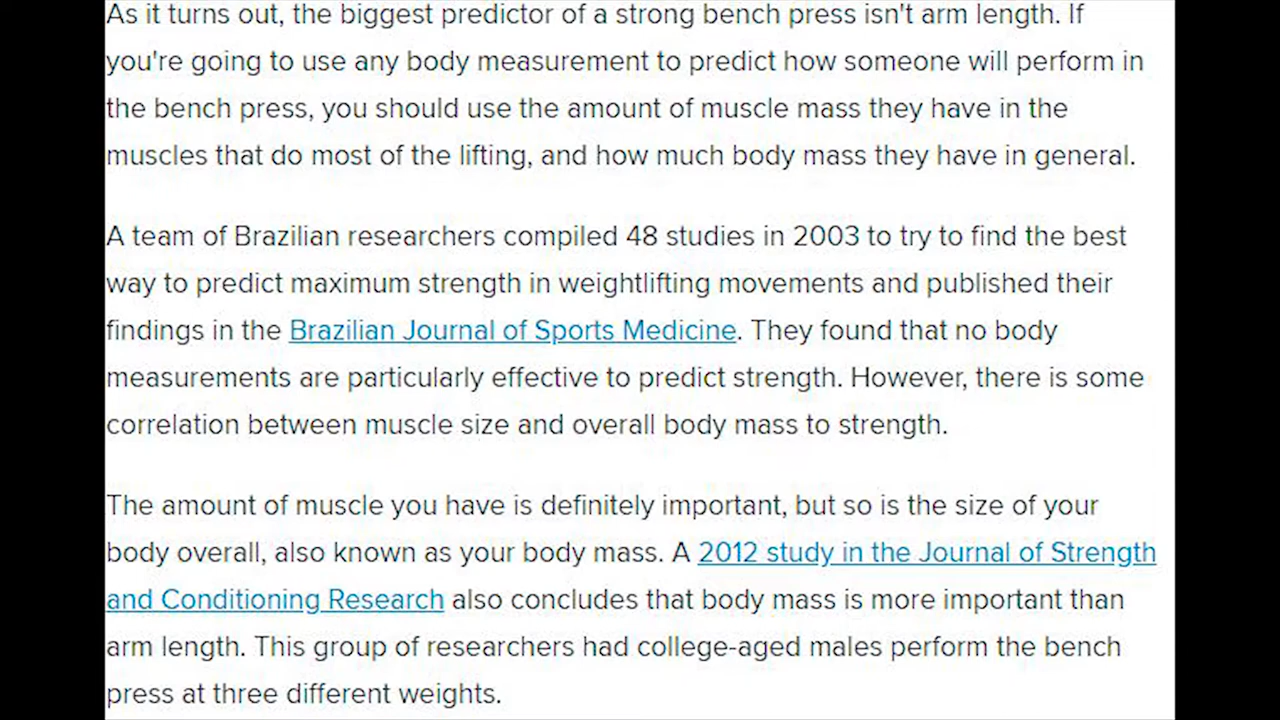 As it turns out, the biggest predictor of a strong bench press isn't arm length. If
you're going to use any body measurement to predict how someone will perform in
the bench press, you should use the amount of muscle mass they have in the
muscles that do most of the lifting, and how much body mass they have in general.
A team of Brazilian researchers compiled 48 studies in 2003 to try to find the best
way to predict maximum strength in weightlifting movements and published their
findings in the Brazilian Journal of Sports Medicine. They found that no body
measurements are particularly effective to predict strength. However, there is some
correlation between muscle size and overall body mass to strength.
The amount of muscle you have is definitely important, but so is the size of your
body overall, also known as your body mass. A 2012 study in the Journal of Strength
and Conditioning Research also concludes that body mass is more important than
arm length. This group of researchers had college-aged males perform the bench
press at three different weights.